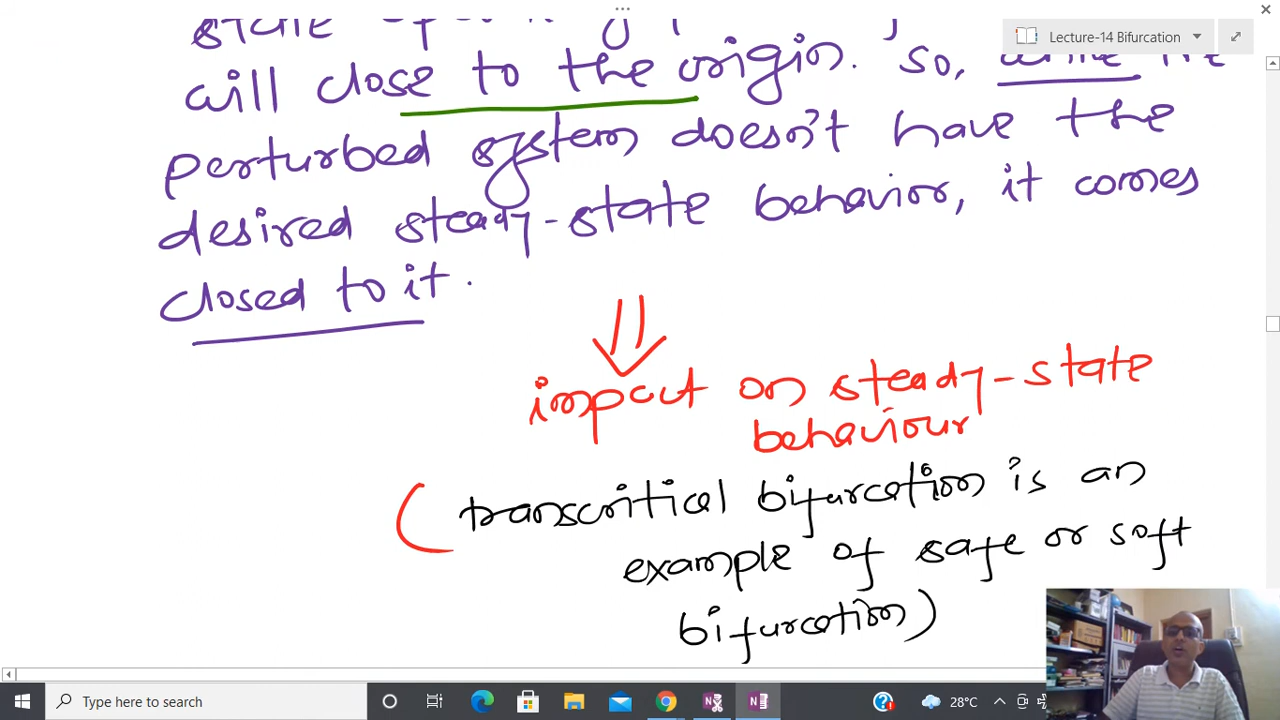 Lecture-14 Bifurcation
state
will close to the origin. so,
perturbed system doesn't have the
desired steady-state behavior, it comes
closed to it.
impact on steady-state
behaviour
(transcritical bifurcation is an
example of safe or soft
bifurcation)
Type here to search
28°C